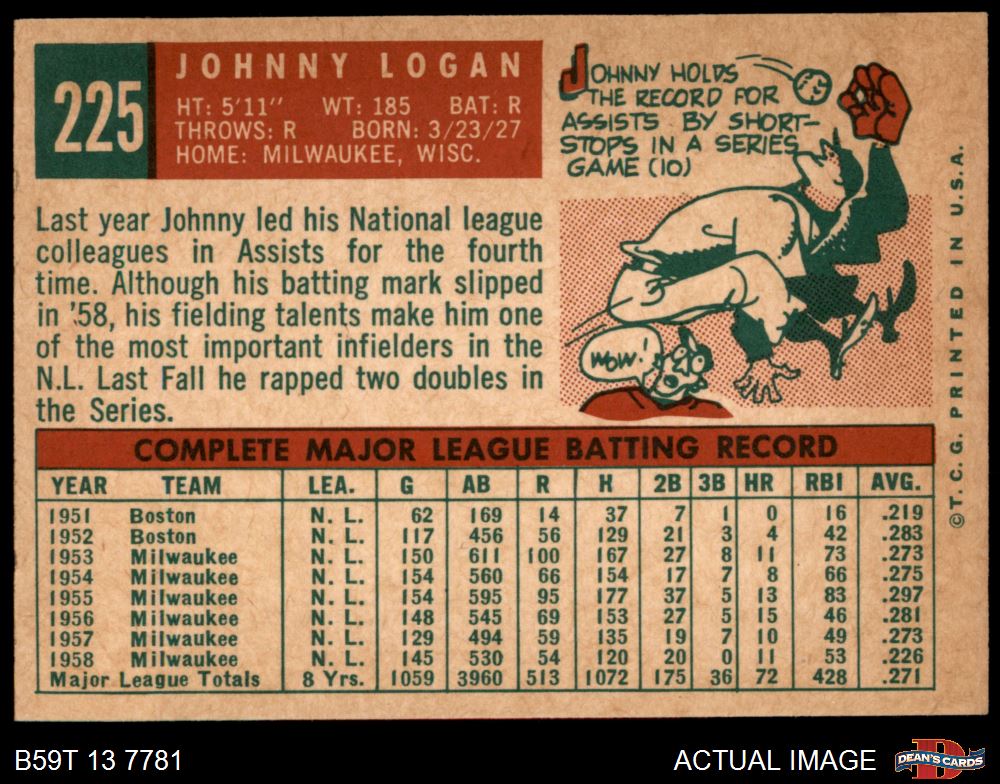 225
JOHNNY LOGAN
HT: 5'11" WT: 185 BAT: R
THROWS: R BORN: 3/23/27
HOME: MILWAUKEE, WISC.
JOHNNY HOLDS
THE RECORD FOR
ASSISTS BY SHORT-
STOPS IN A SERIES
GAME (10)
WOW!
Last year Johnny led his National league
colleagues in Assists for the fourth
time. Although his batting mark slipped
in '58, his fielding talents make him one
of the most important infielders in the
N.L. Last Fall he rapped two doubles in
the Series.
COMPLETE MAJOR LEAGUE BATTING RECORD
YEAR TEAM LEA. G AB R H 2B 3B HR RBI AVG.
1951 Boston N. L. 62 169 14 37 7 1 0 16 .219
1952 Boston N. L. 117 456 56 129 21 3 4 42 .283
1953 Milwaukee N. L. 150 611 100 167 27 8 11 73 .273
1954 Milwaukee N. L. 154 560 66 154 17 7 8 66 .275
1955 Milwaukee N. L. 154 595 95 177 37 5 13 83 .297
1956 Milwaukee N. L. 148 545 69 153 27 5 15 46 .281
1957 Milwaukee N. L. 129 494 59 135 19 7 10 49 .273
1958 Milwaukee N. L. 145 530 54 120 20 0 11 53 .226
Major League Totals 8 Yrs. 1059 3960 513 1072 175 36 72 428 .271
© T. C. G. PRINTED IN U.S.A.
B59T 13 7781
ACTUAL IMAGE
D
DEAN'S CARDS